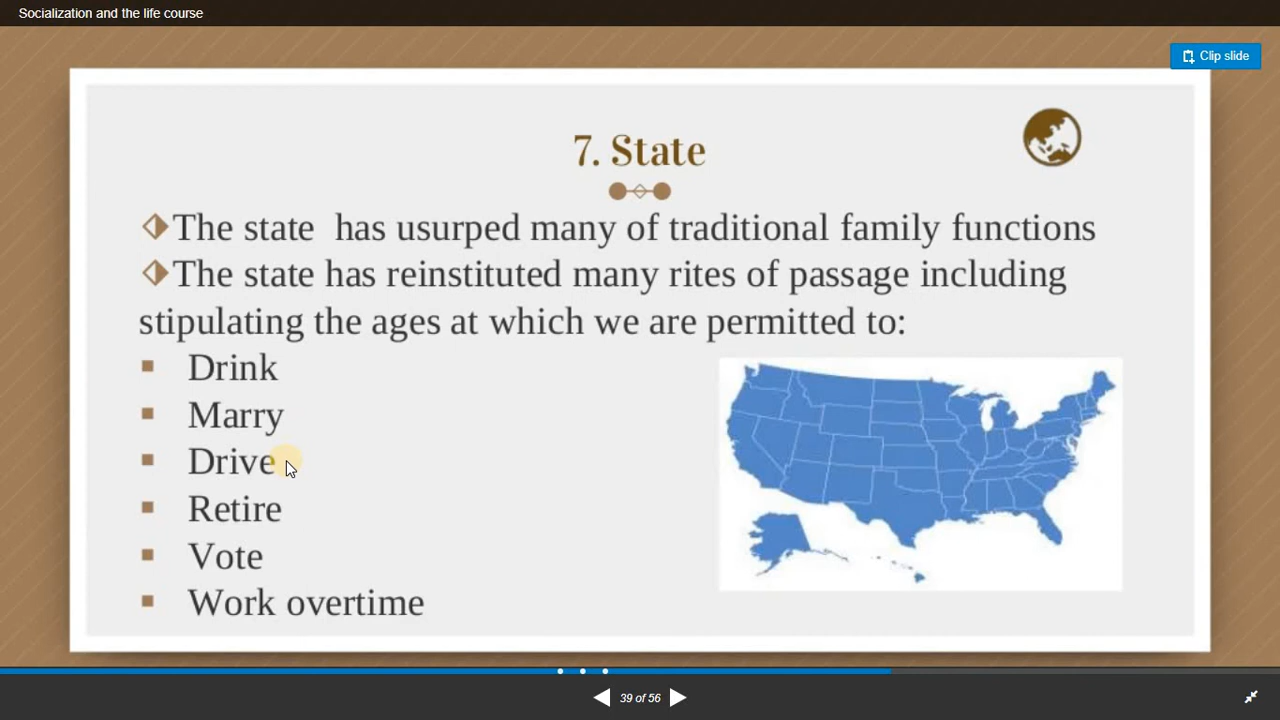 Socialization and the life course
Clip slide
7. State
The state has usurped many of traditional family functions
The state has reinstituted many rites of passage including
stipulating the ages at which we are permitted to:
Drink
Marry
Drive
Retire
Vote
Work overtime
39 of 56